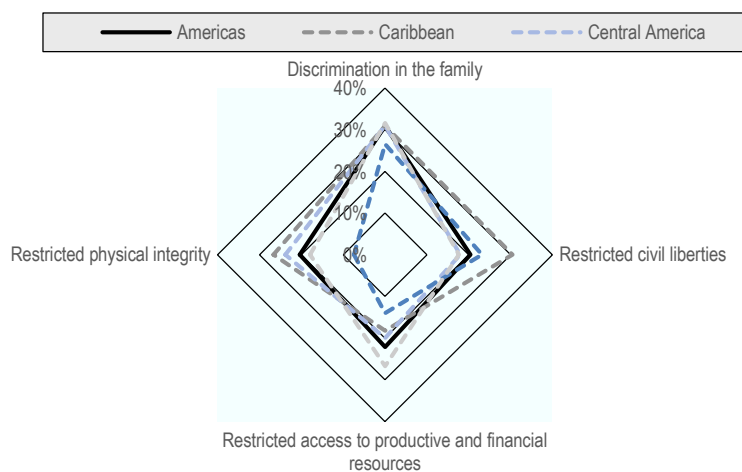 Americas Caribbean Central America
Discrimination in the family
40%
30%
20%
10%
0%
Restricted physical integrity
Restricted civil liberties
Restricted access to productive and financial
resources